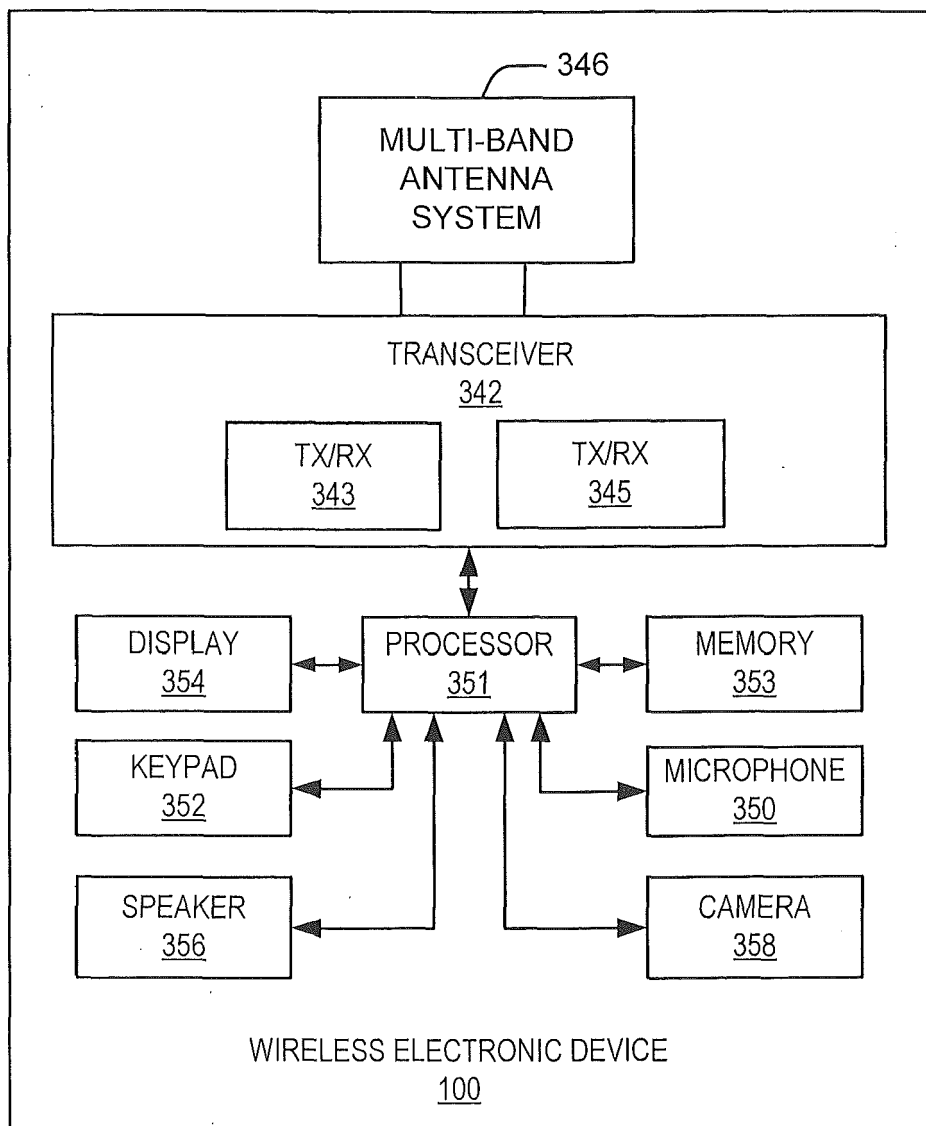 346
MULTI-BAND
ANTENNA
SYSTEM
TRANSCEIVER
342
TX/RX
343
TX/RX
345
DISPLAY
354
PROCESSOR
351
MEMORY
353
KEYPAD
352
MICROPHONE
350
SPEAKER
356
CAMERA
358
WIRELESS ELECTRONIC DEVICE
100